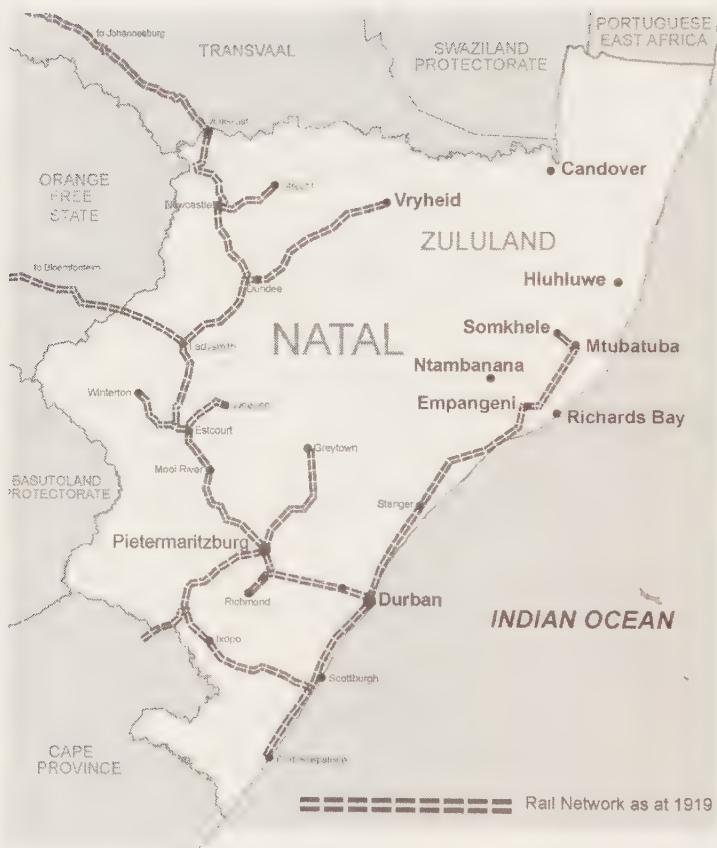 to Johannesburg
TRANSVAAL
SWAZILAND
PROTECTORATE
PORTUGUESE
EAST AFRICA
Candover
ORANGE
FREE
STATE
Newcastle
Vryheid
ZULULAND
to Bloemfontein
Dundee
Hluhluwe
Ladysmith
NATAL
Somkhele
Mtubatuba
Ntambanana
Winterton
Empangeni
Richards Bay
Estcourt
Greytown
Mooi River
BASUTOLAND
PROTECTORATE
Stanger
Pietermaritzburg
Richmond
Durban
INDIAN OCEAN
Ixopo
Scottburgh
CAPE
PROVINCE
Rail Network as at 1919